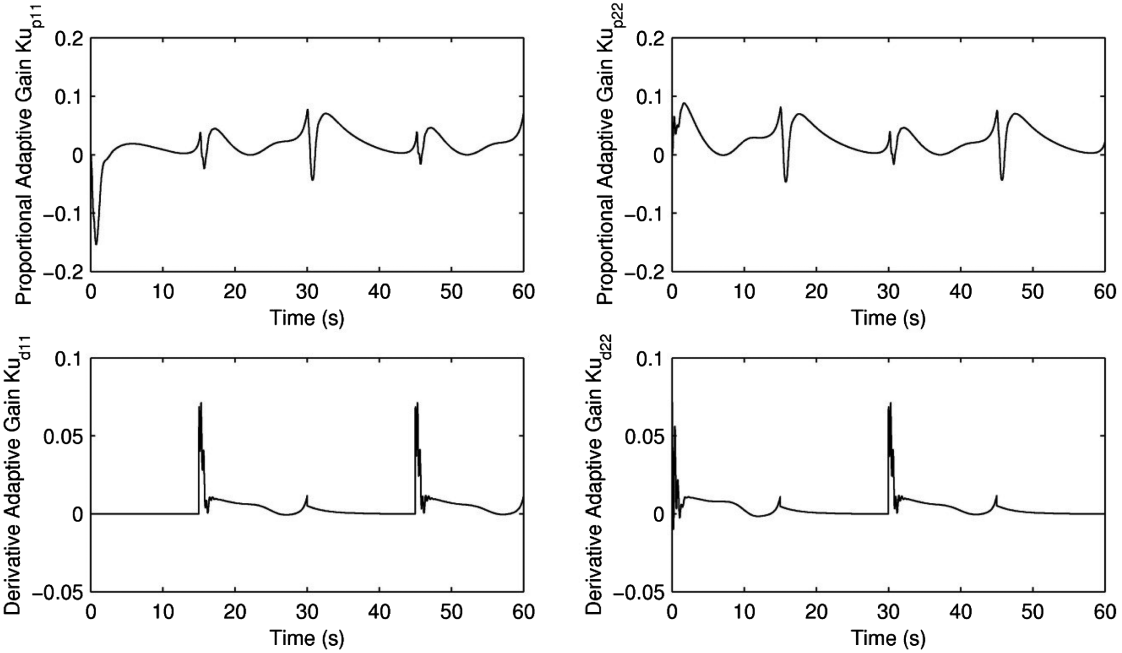 Proportional Adaptive Gain Ku_p11
0.2
0.1
0
−0.1
−0.2
0 10 20 30 40 50 60
Time (s)
Proportional Adaptive Gain Ku_p22
0.2
0.1
0
−0.1
−0.2
0 10 20 30 40 50 60
Time (s)
Derivative Adaptive Gain Ku_d11
0.1
0.05
0
−0.05
0 10 20 30 40 50 60
Time (s)
Derivative Adaptive Gain Ku_d22
0.1
0.05
0
−0.05
0 10 20 30 40 50 60
Time (s)